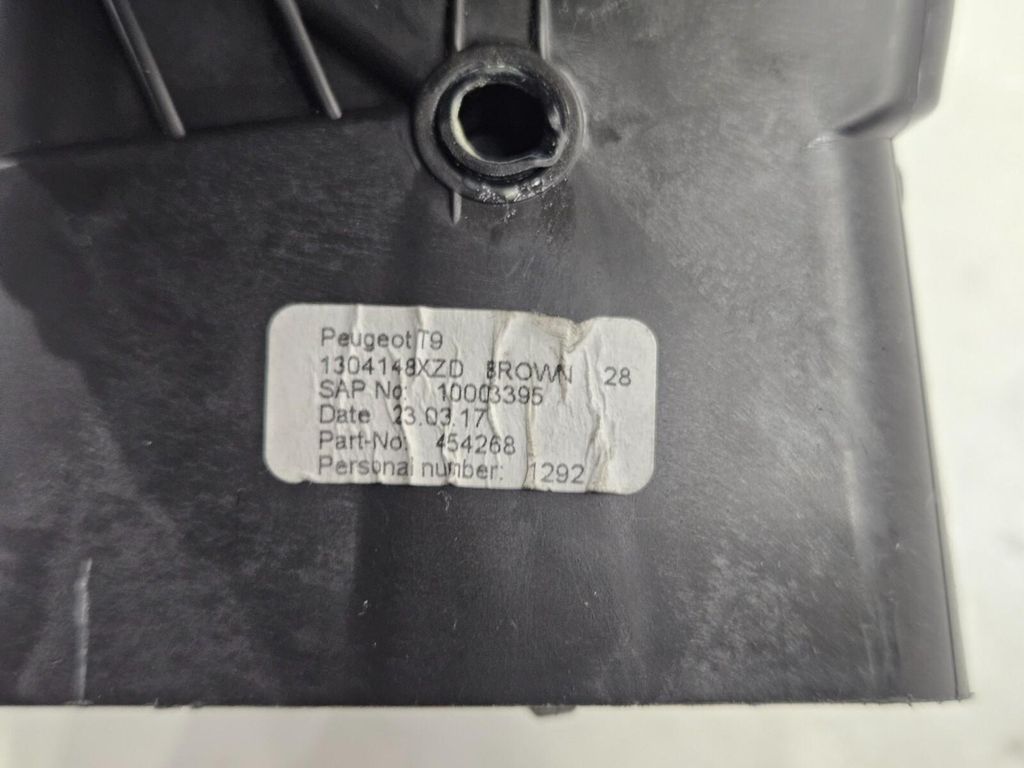 Peugeot T9
1304148XZD BROWN 28
SAP-No: 10003395
Date 23.03.17
Part-No: 454268
Personal number: 1292